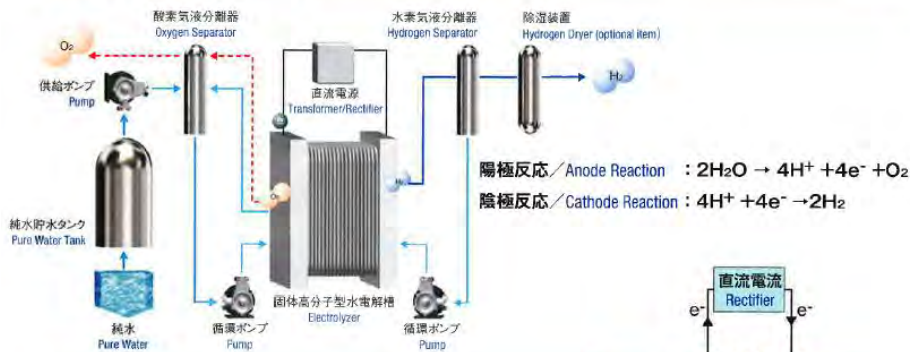 酸素気液分離器
Oxygen Separator
水素気液分離器
Hydrogen Separator
除湿装置
Hydrogen Dryer (optional item)
O₂
供給ポンプ
Pump
直流電源
Transformer/Rectifier
H₂
陽極反応／Anode Reaction : 2H₂O → 4H⁺ +4e⁻ +O₂
陰極反応／Cathode Reaction : 4H⁺ +4e⁻ →2H₂
O₂
H₂
純水貯水タンク
Pure Water Tank
純水
Pure Water
循環ポンプ
Pump
固体高分子型水電解槽
Electrolyzer
循環ポンプ
Pump
直流電流
Rectifier
e⁻
e⁻